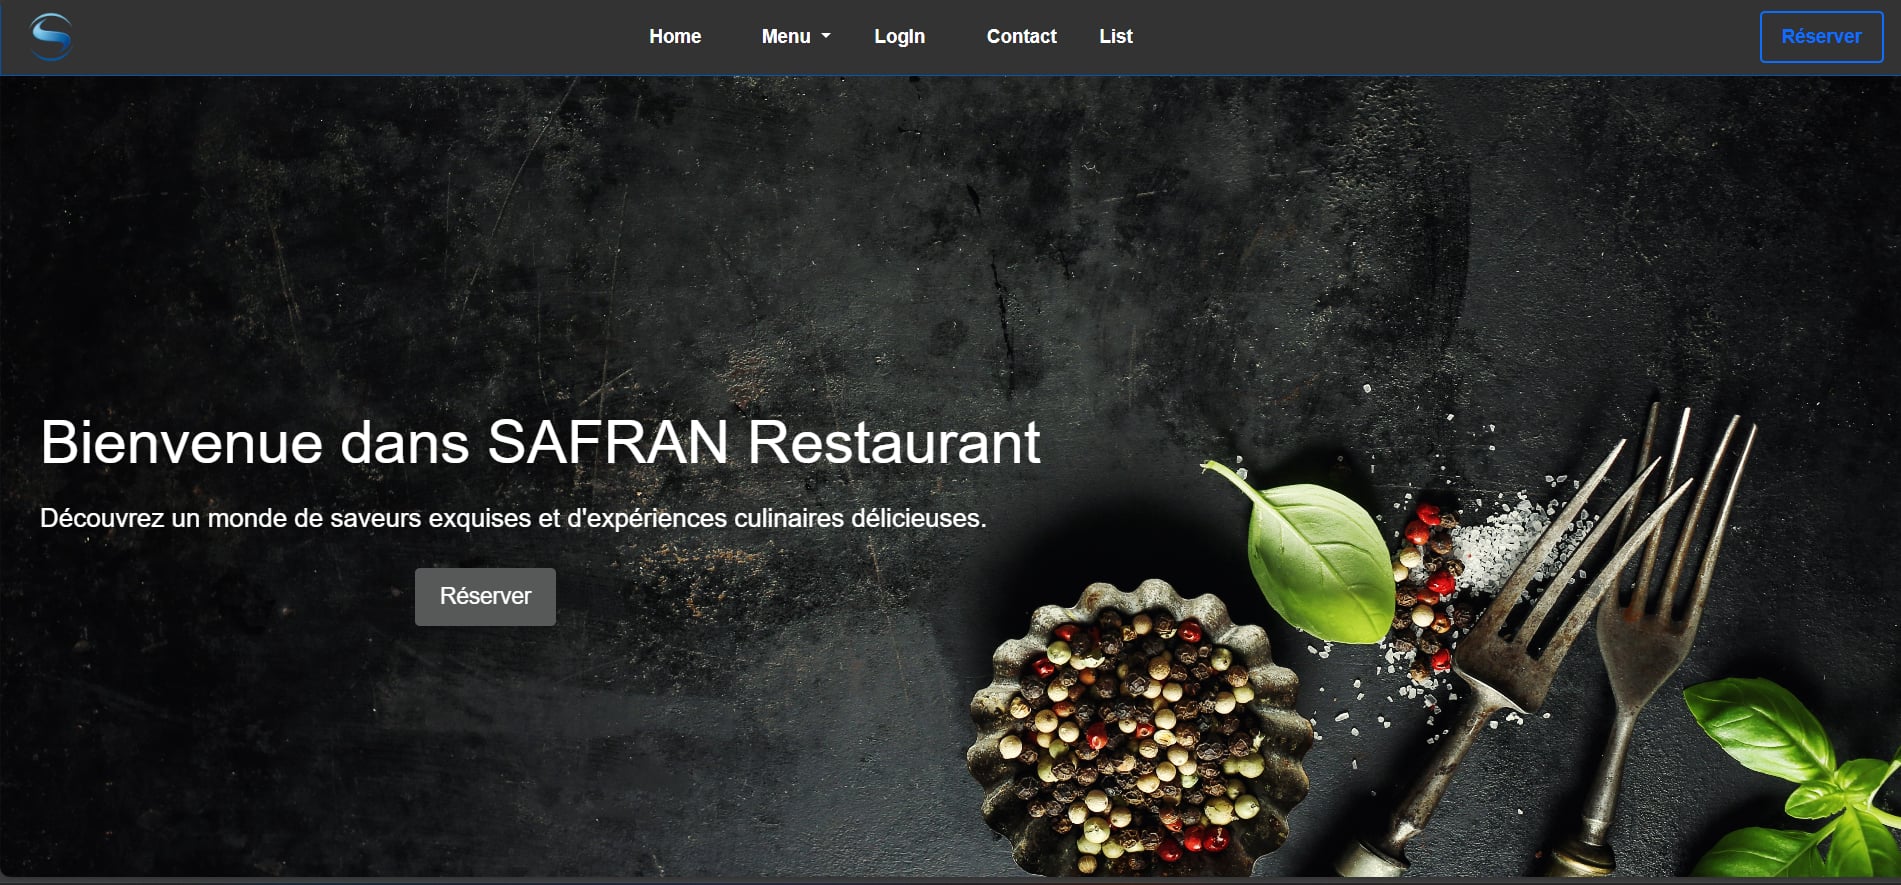 Home Menu LogIn Contact List Réserver
Bienvenue dans SAFRAN Restaurant
Découvrez un monde de saveurs exquises et d'expériences culinaires délicieuses.
Réserver